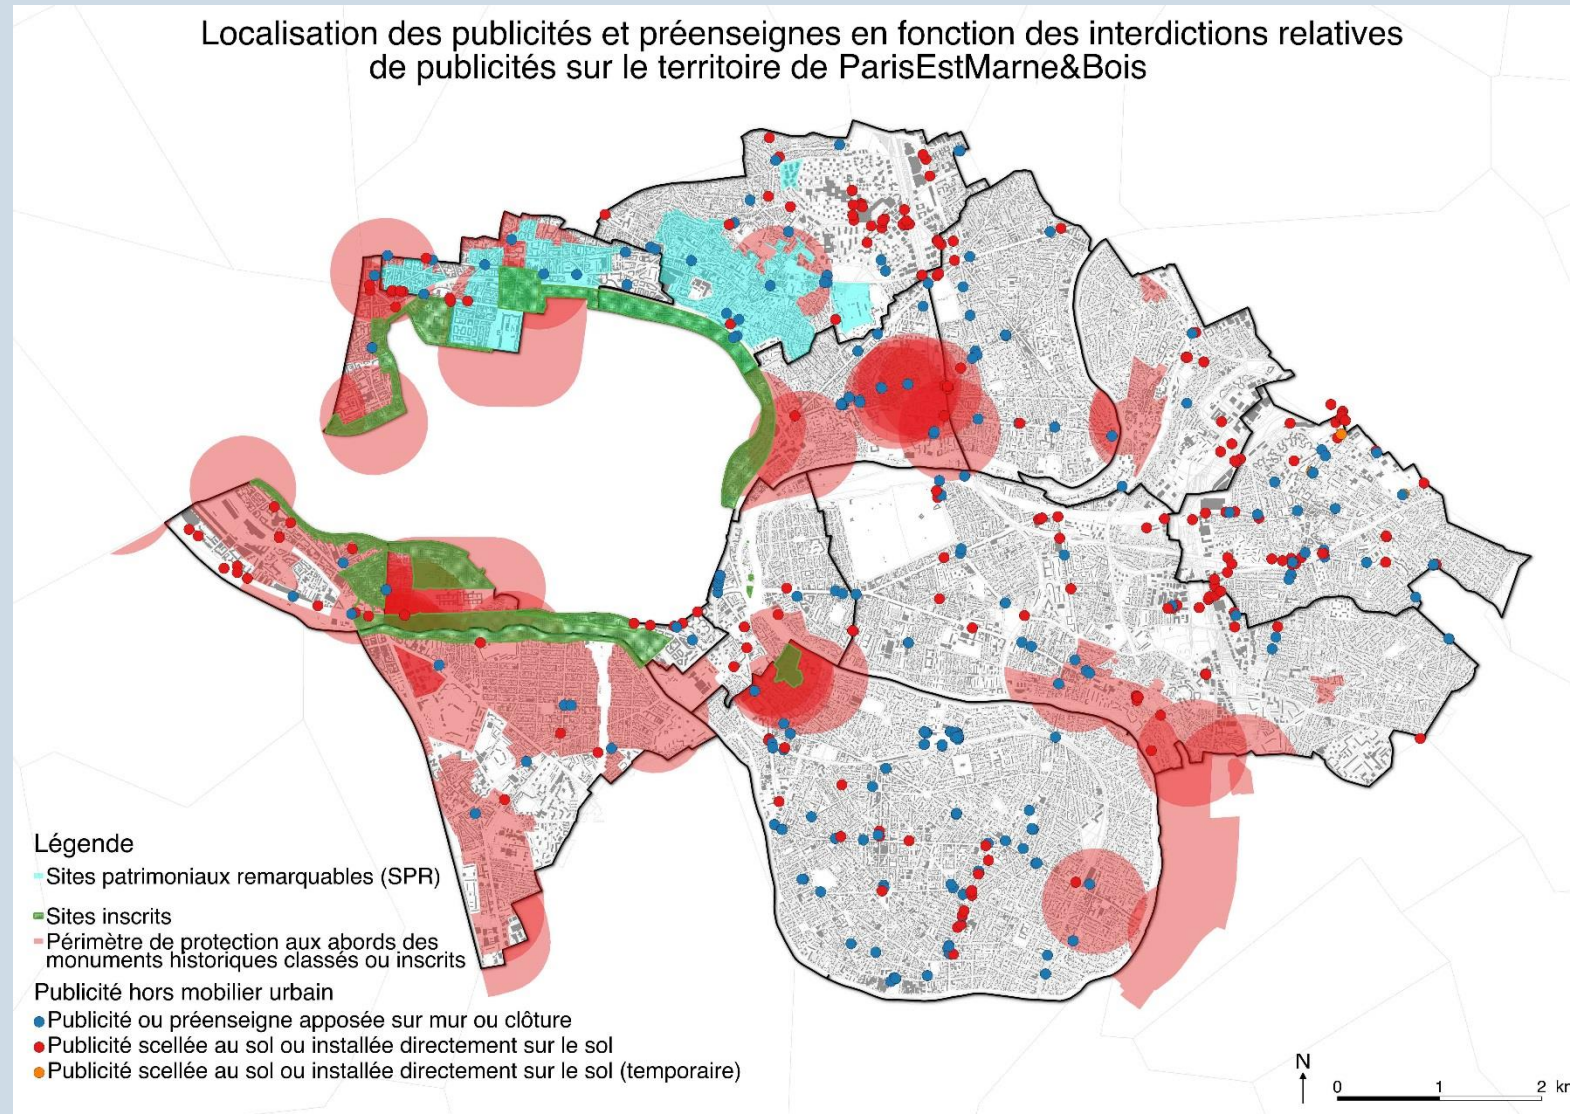 Localisation des publicités et préenseignes en fonction des interdictions relatives
de publicités sur le territoire de ParisEstMarne&Bois
Légende
Sites patrimoniaux remarquables (SPR)
Sites inscrits
Périmètre de protection aux abords des
monuments historiques classés ou inscrits
Publicité hors mobilier urbain
Publicité ou préenseigne apposée sur mur ou clôture
Publicité scellée au sol ou installée directement sur le sol
Publicité scellée au sol ou installée directement sur le sol (temporaire)
N
0 1 2 km